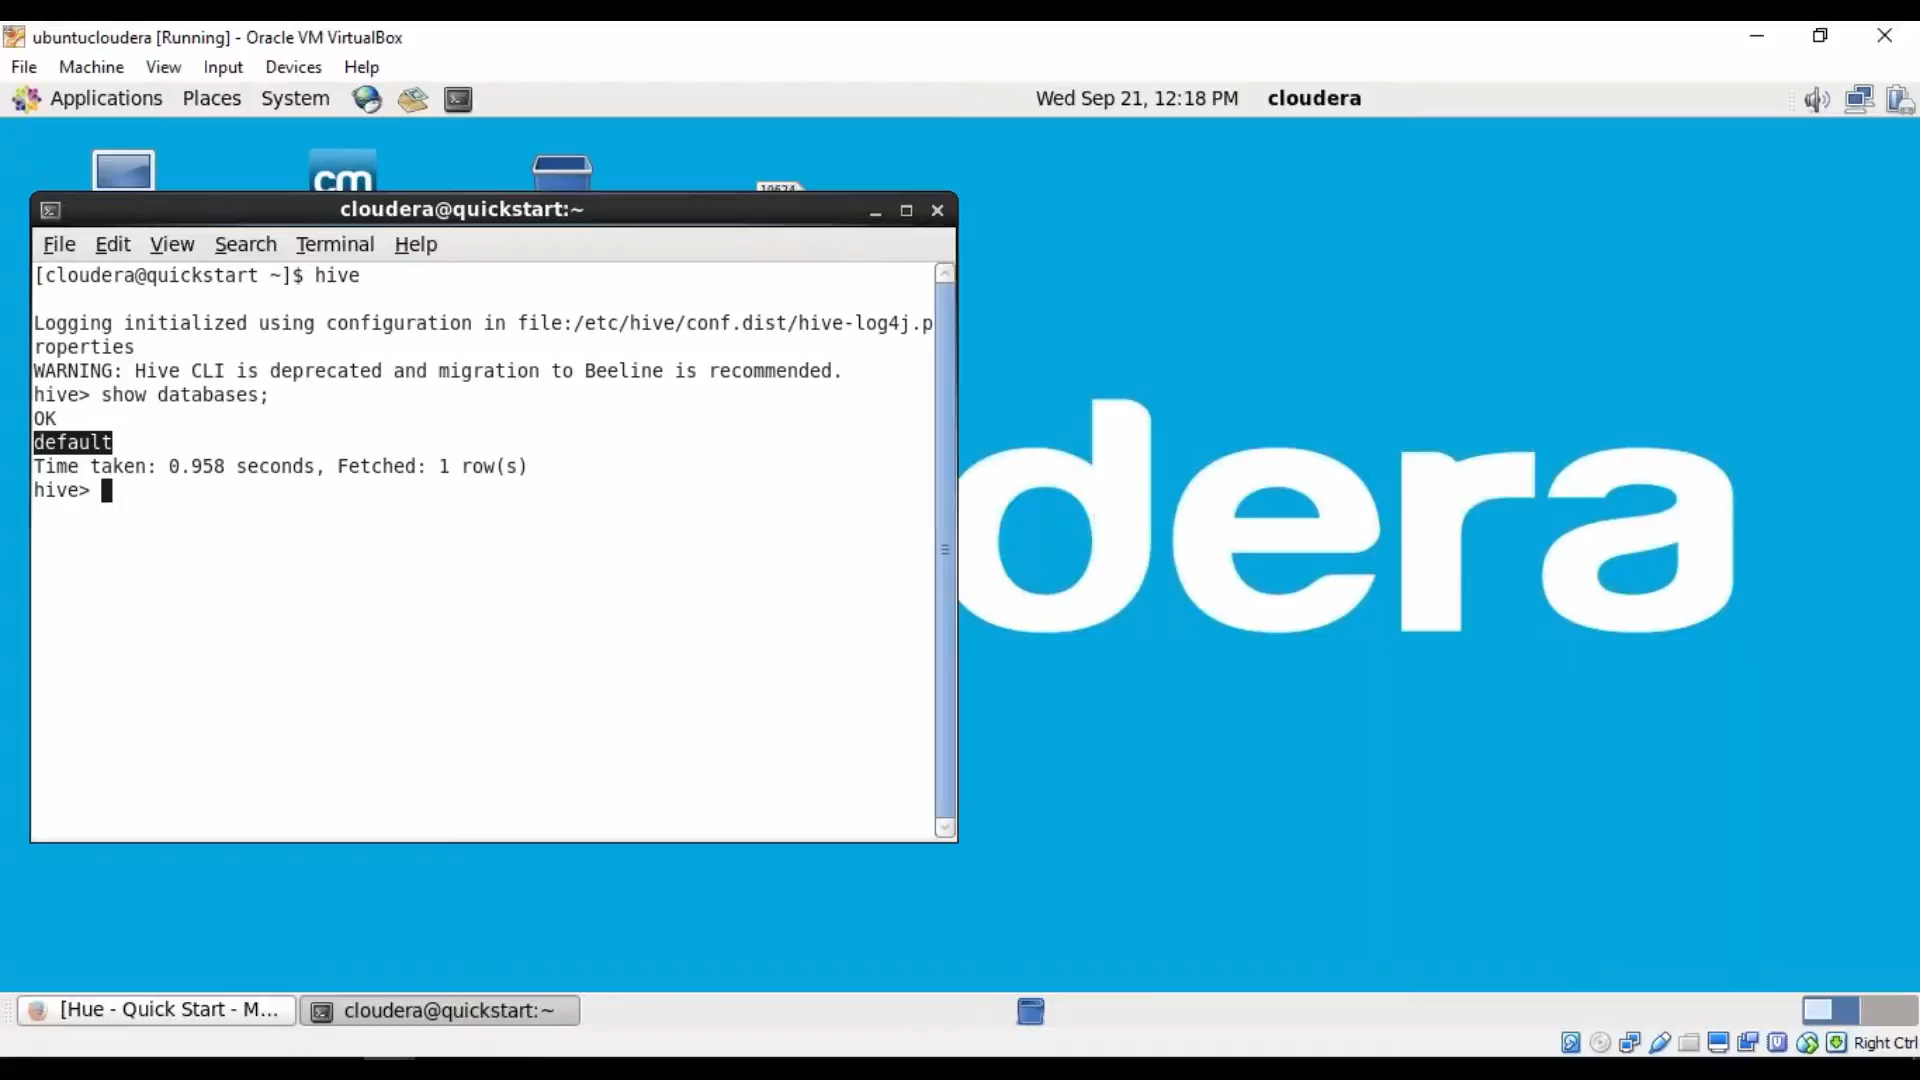 ubuntucloudera [Running] - Oracle VM VirtualBox
File Machine View Input Devices Help
Applications Places System Wed Sep 21, 12:18 PM cloudera
cm
cloudera@quickstart:~
File Edit View Search Terminal Help
[cloudera@quickstart ~]$ hive
Logging initialized using configuration in file:/etc/hive/conf.dist/hive-log4j.p
roperties
WARNING: Hive CLI is deprecated and migration to Beeline is recommended.
hive> show databases;
OK
default
Time taken: 0.958 seconds, Fetched: 1 row(s)
hive>
dera
[Hue - Quick Start - M... cloudera@quickstart:~
Right Ctrl